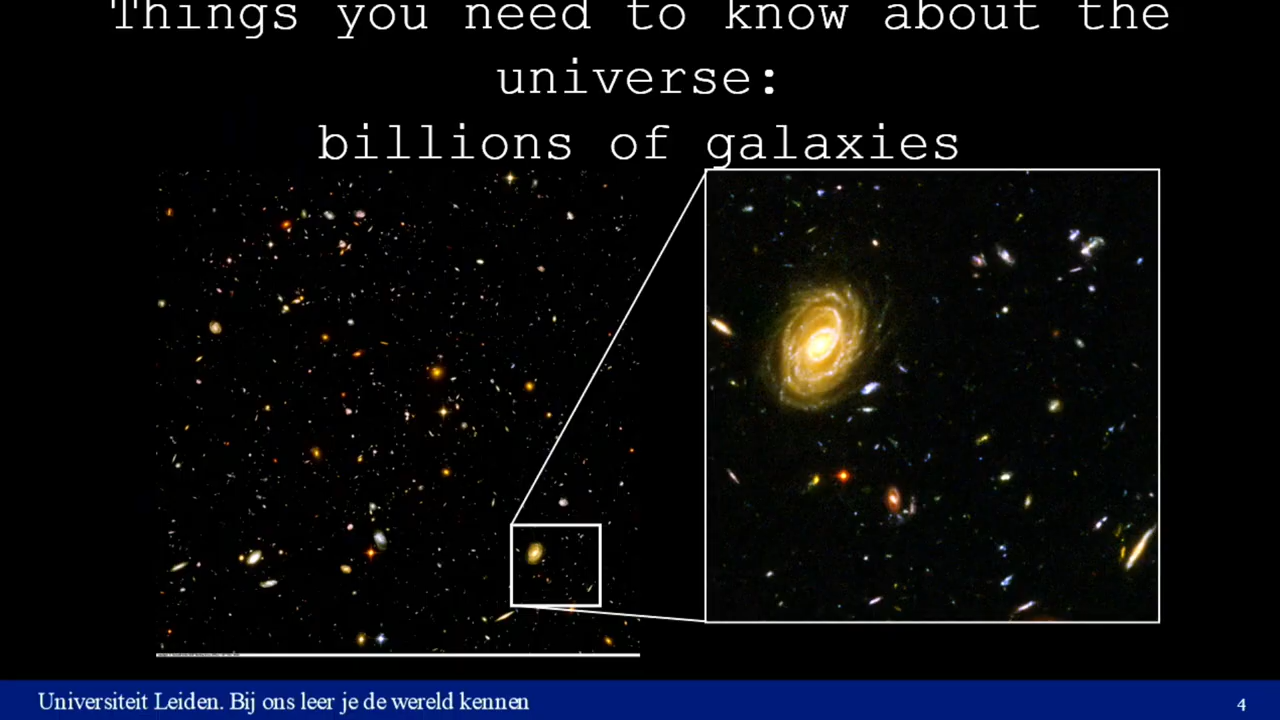 Things you need to know about the
universe:
billions of galaxies
Universiteit Leiden. Bij ons leer je de wereld kennen
4